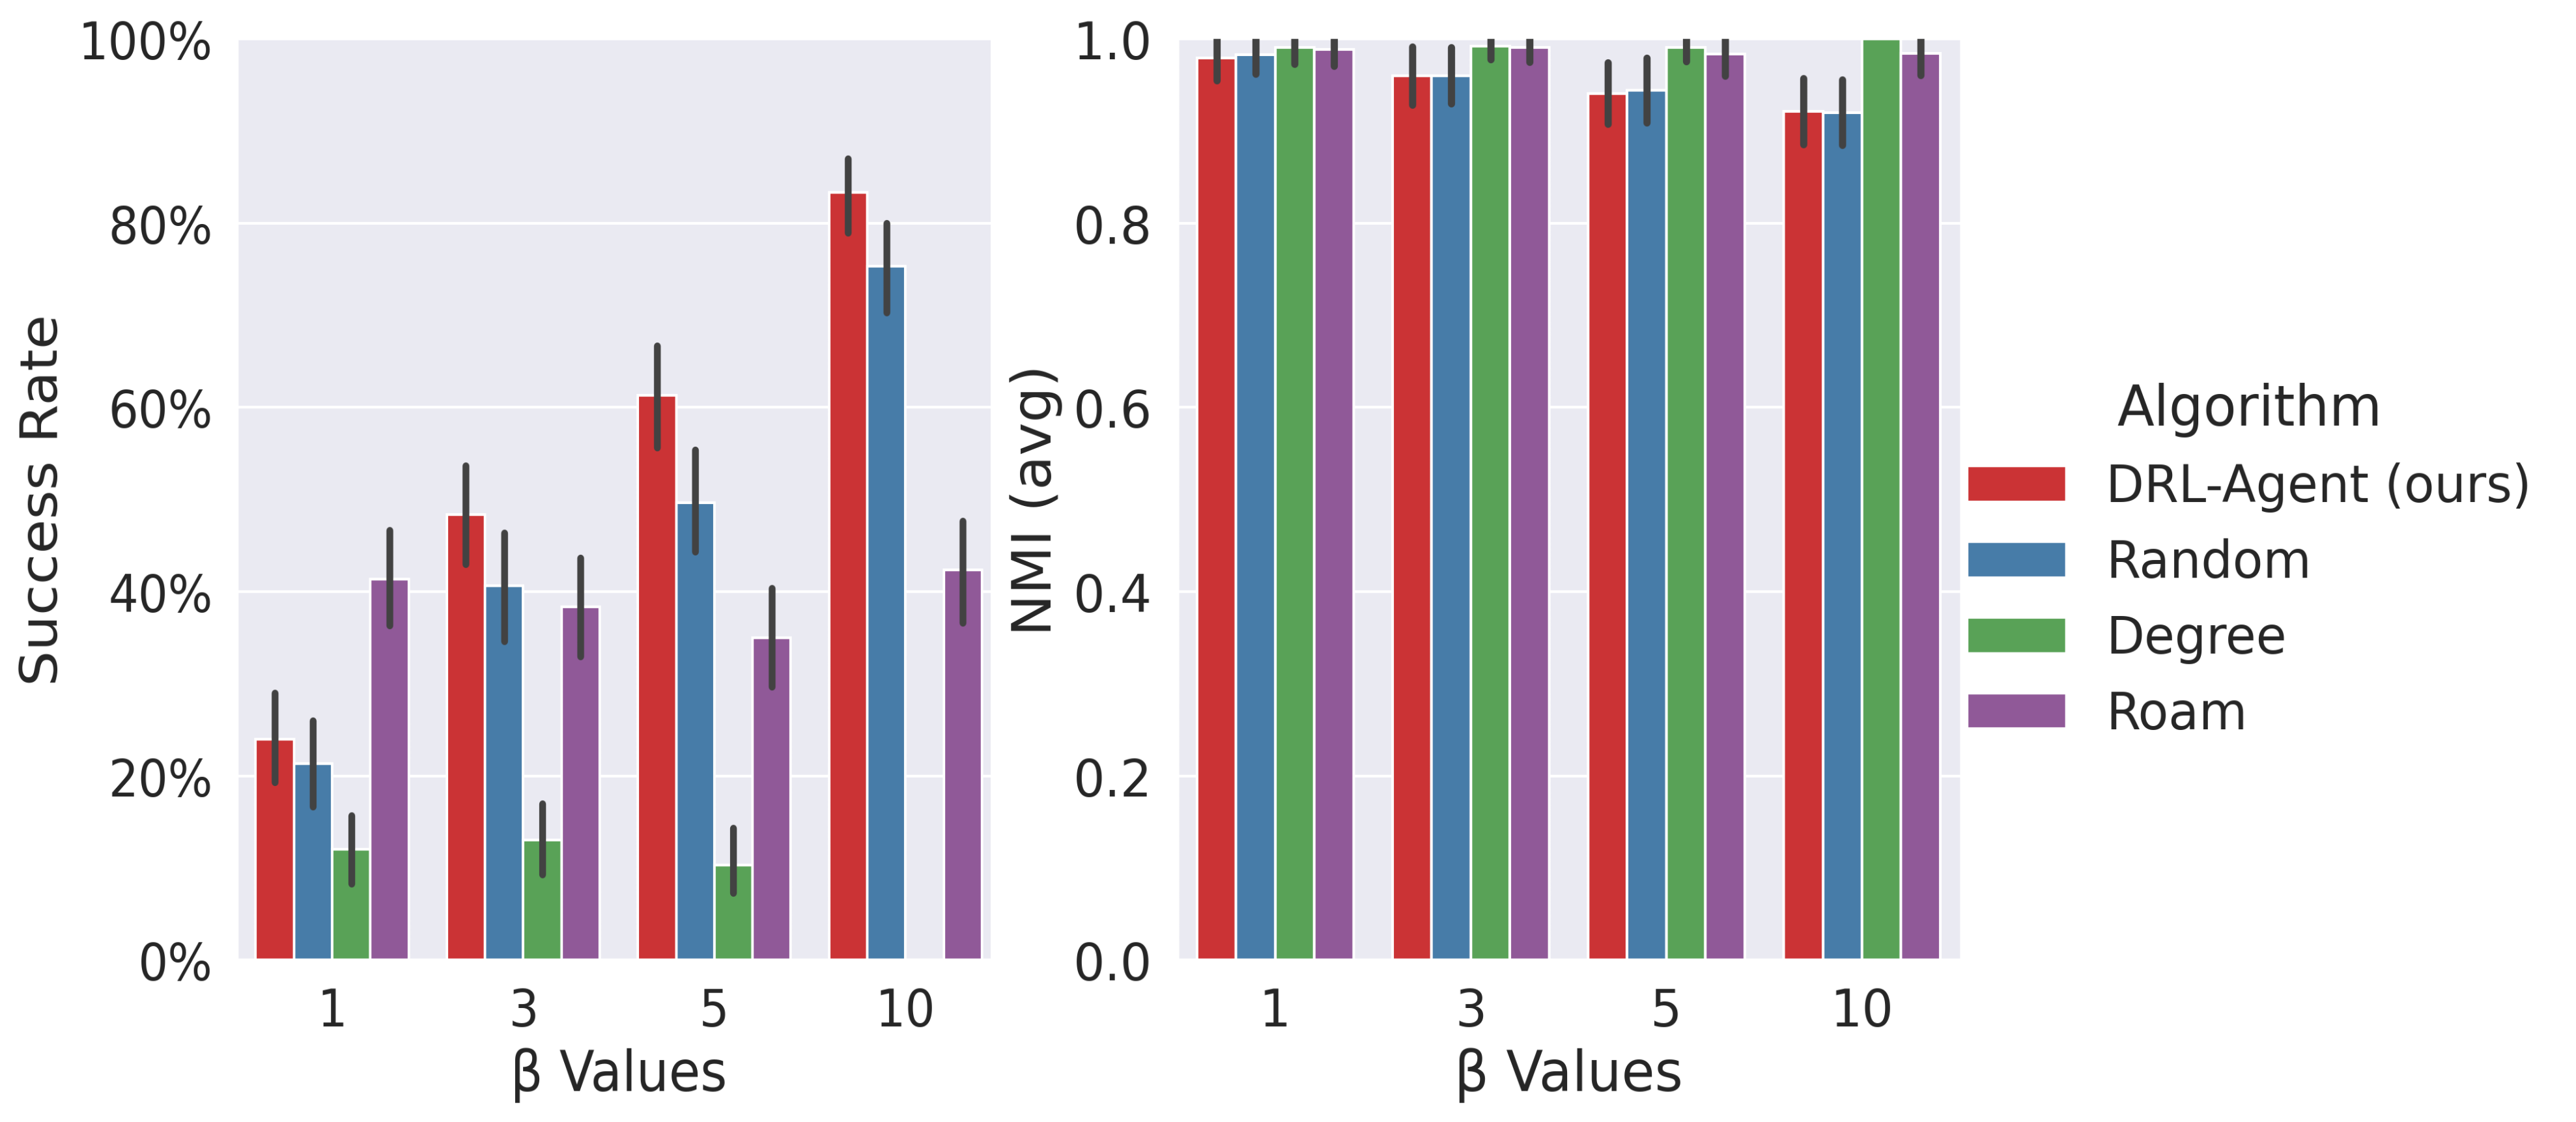 100%
80%
60%
40%
20%
0%
Success Rate
1 3 5 10
β Values
1.0
0.8
0.6
0.4
0.2
0.0
NMI (avg)
1 3 5 10
β Values
Algorithm
DRL-Agent (ours)
Random
Degree
Roam